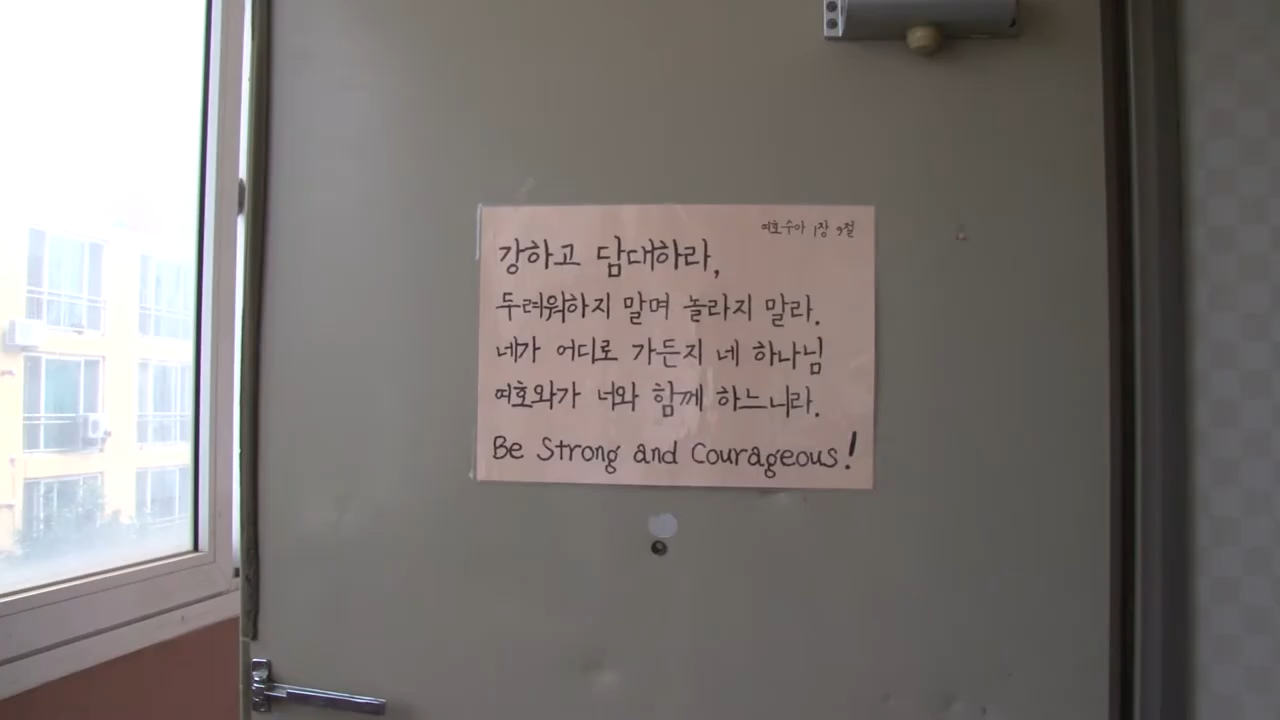 여호수아 1장 9절
강하고 담대하라,
두려워하지 말며 놀라지 말라.
네가 어디로 가든지 네 하나님
여호와가 너와 함께 하느니라.
Be Strong and Courageous!